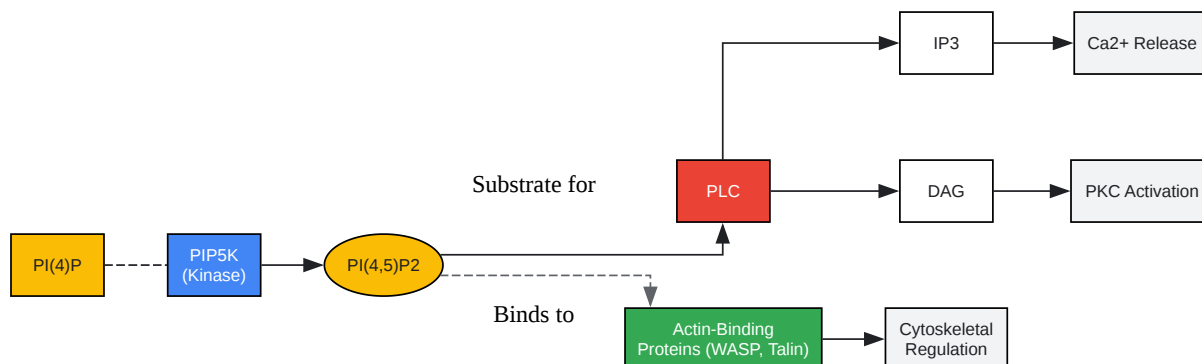 IP3
Ca2+ Release
Substrate for
PLC
DAG
PKC Activation
PI(4)P
PIP5K
(Kinase)
PI(4,5)P2
Binds to
Actin-Binding
Proteins (WASP, Talin)
Cytoskeletal
Regulation